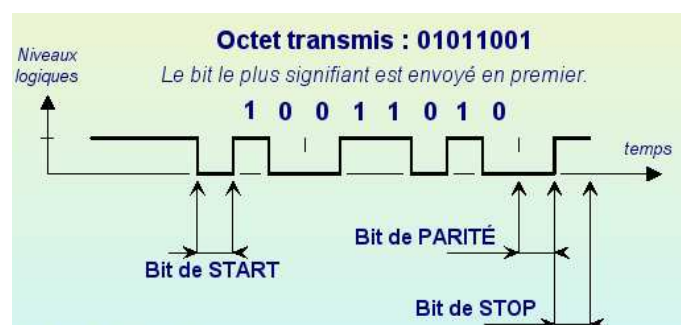 Octet transmis : 01011001
Niveaux
logiques
Le bit le plus signifiant est envoyé en premier.
1 0 0 1 1 0 1 0
temps
Bit de PARITÉ
Bit de START
Bit de STOP